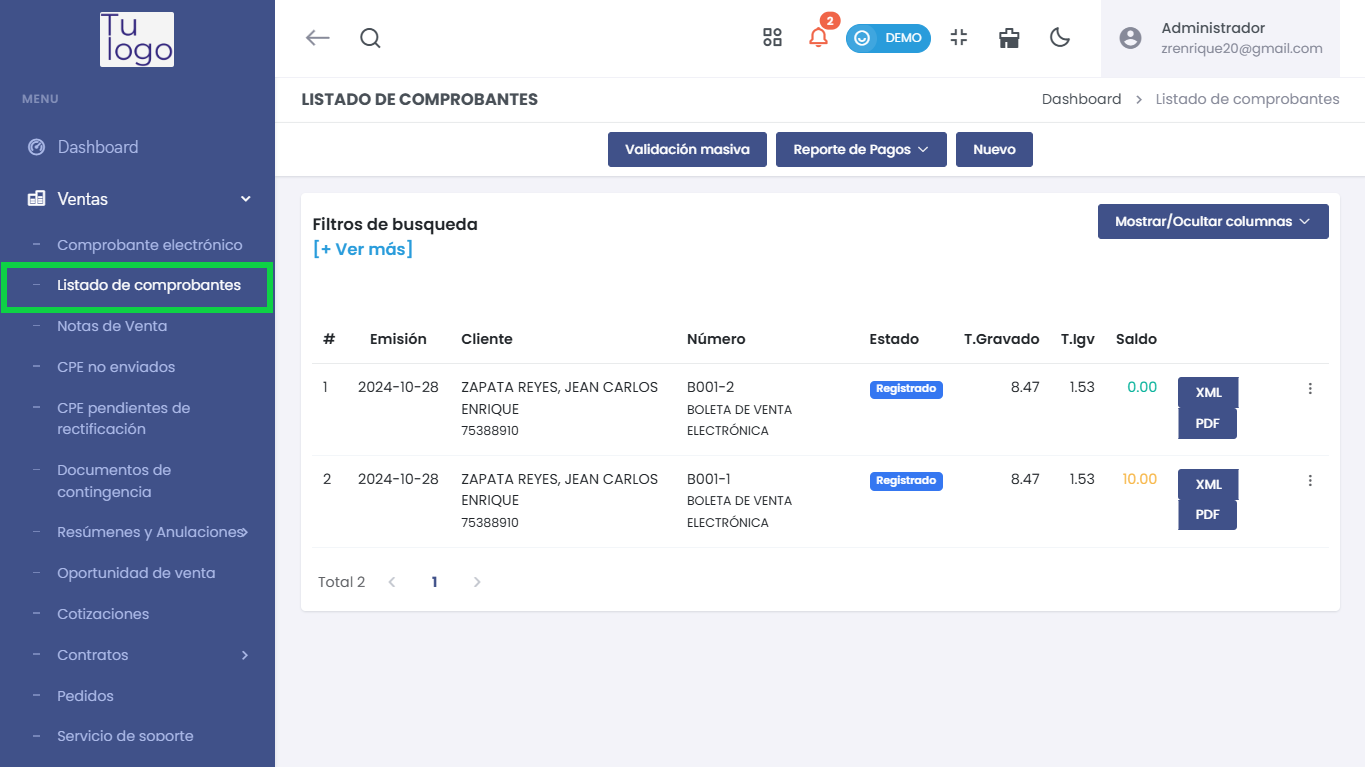 Tu
logo
MENU
Dashboard
Ventas
Comprobante electrónico
Listado de comprobantes
Notas de Venta
CPE no enviados
CPE pendientes de
rectificación
Documentos de
contingencia
Resúmenes y Anulaciones
Oportunidad de venta
Cotizaciones
Contratos
Pedidos
Servicio de soporte
2
DEMO
Administrador
zrenrique20@gmail.com
LISTADO DE COMPROBANTES
Dashboard > Listado de comprobantes
Validación masiva Reporte de Pagos Nuevo
Filtros de busqueda
[+ Ver más]
Mostrar/Ocultar columnas
# Emisión Cliente Número Estado T.Gravado T.Igv Saldo
1 2024-10-28 ZAPATA REYES, JEAN CARLOS B001-2 Registrado 8.47 1.53 0.00 XML
ENRIQUE BOLETA DE VENTA PDF
75388910 ELECTRÓNICA
2 2024-10-28 ZAPATA REYES, JEAN CARLOS B001-1 Registrado 8.47 1.53 10.00 XML
ENRIQUE BOLETA DE VENTA PDF
75388910 ELECTRÓNICA
Total 2 < 1 >